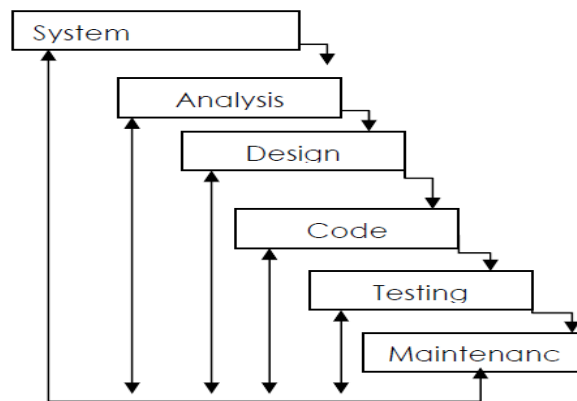 System
Analysis
Design
Code
Testing
Maintenanc